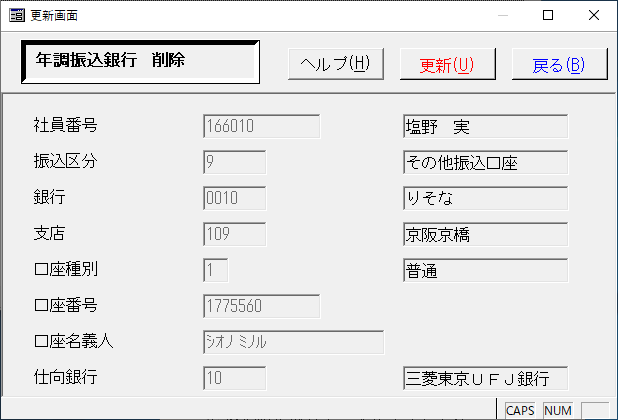 更新画面
年調振込銀行　削除
ヘルプ(H)
更新(U)
戻る(B)
社員番号 166010 塩野　実
振込区分 9 その他振込口座
銀行 0010 りそな
支店 109 京阪京橋
口座種別 1 普通
口座番号 1775560
口座名義人 ｼｵﾉ ﾐﾉﾙ
仕向銀行 10 三菱東京ＵＦＪ銀行
CAPS NUM